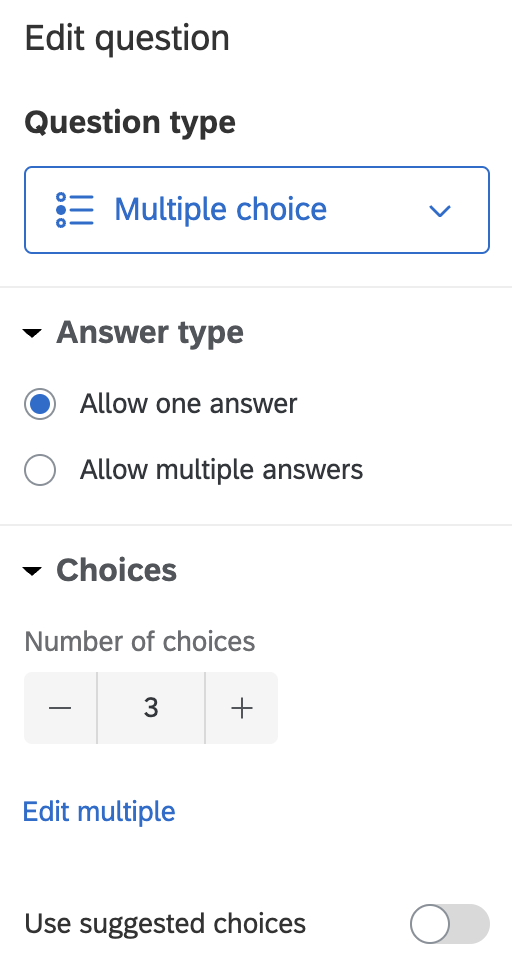 Edit question
Question type
Multiple choice
Answer type
Allow one answer
Allow multiple answers
Choices
Number of choices
— 3 +
Edit multiple
Use suggested choices